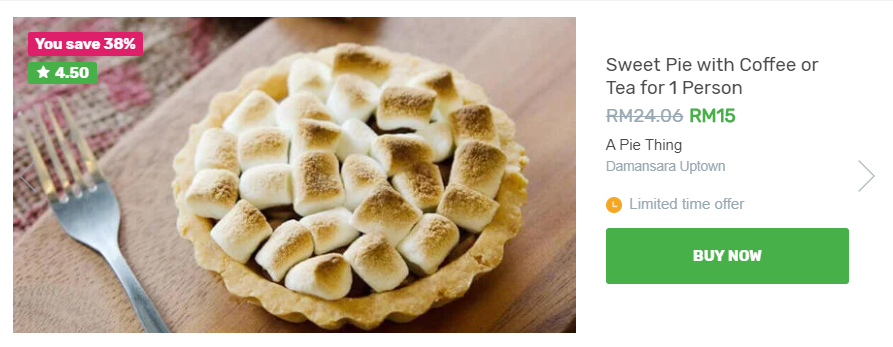 You save 38%
★ 4.50
Sweet Pie with Coffee or
Tea for 1 Person
RM24.06 RM15
A Pie Thing
Damansara Uptown
Limited time offer
BUY NOW